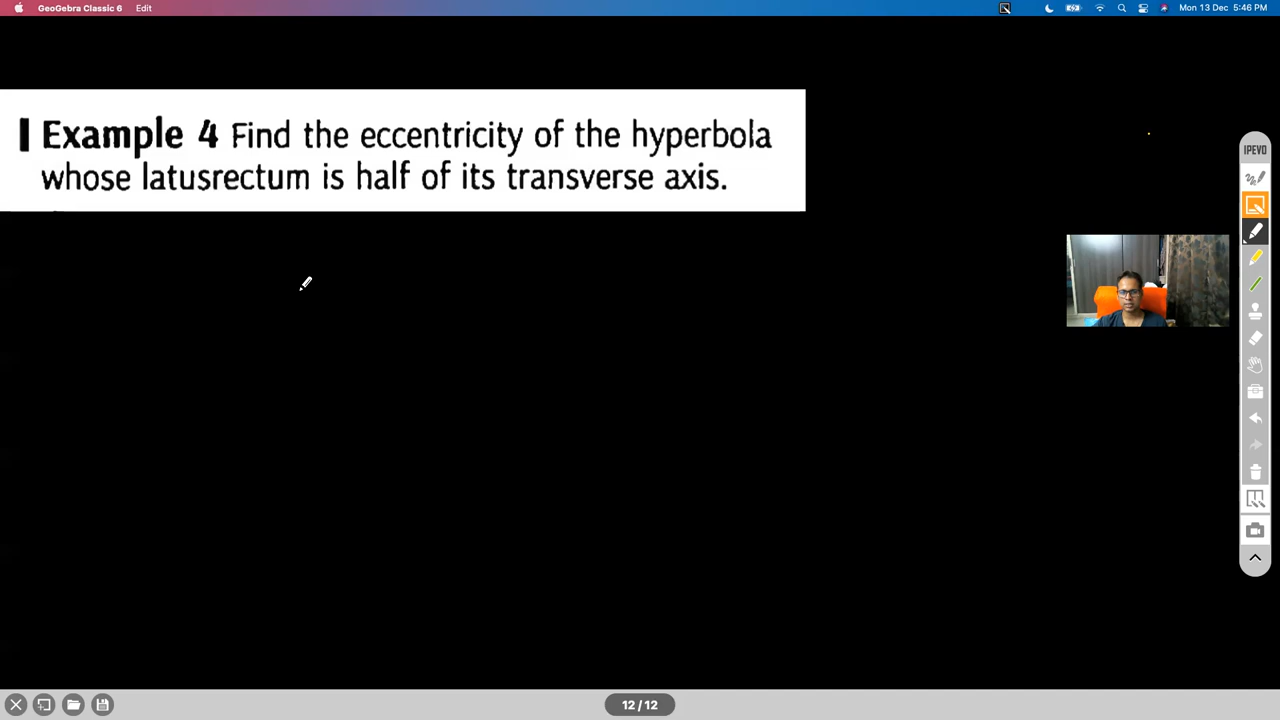 GeoGebra Classic 6 Edit Mon 13 Dec 5:46 PM
Example 4 Find the eccentricity of the hyperbola
whose latusrectum is half of its transverse axis.
IPEVO
12 / 12